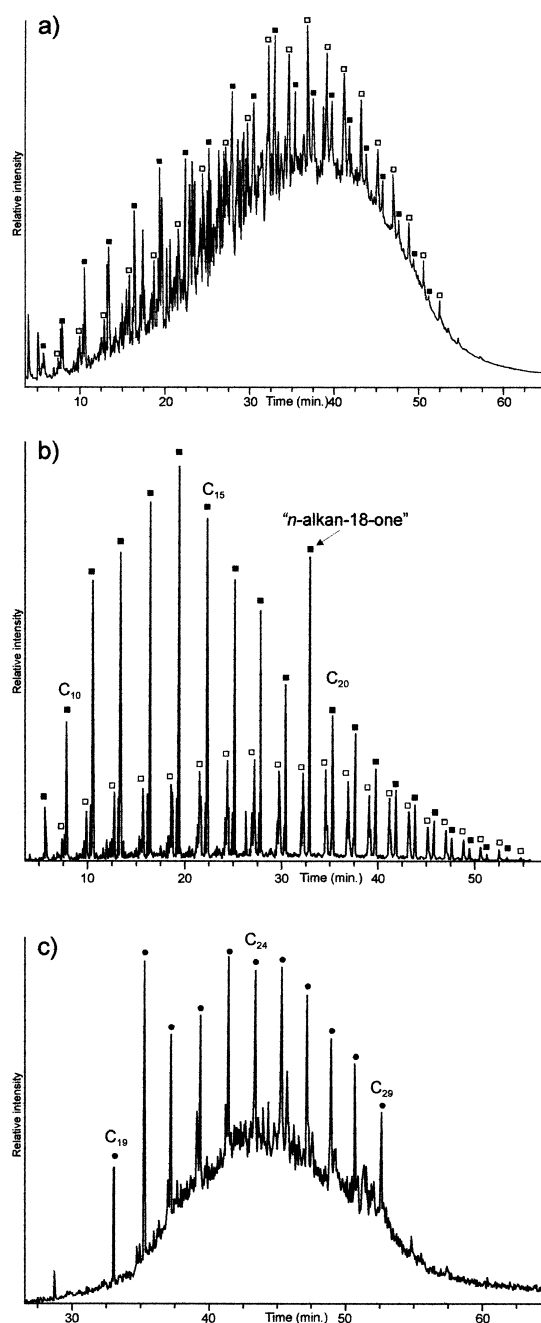 a)
Relative intensity
10 20 30 40 50 60
Time (min.)
b)
C15
"n-alkan-18-one"
C10
C20
Relative intensity
10 20 30 40 50
Time (min.)
c)
C24
C29
C19
Relative intensity
30 40 50 60
Time (min.)